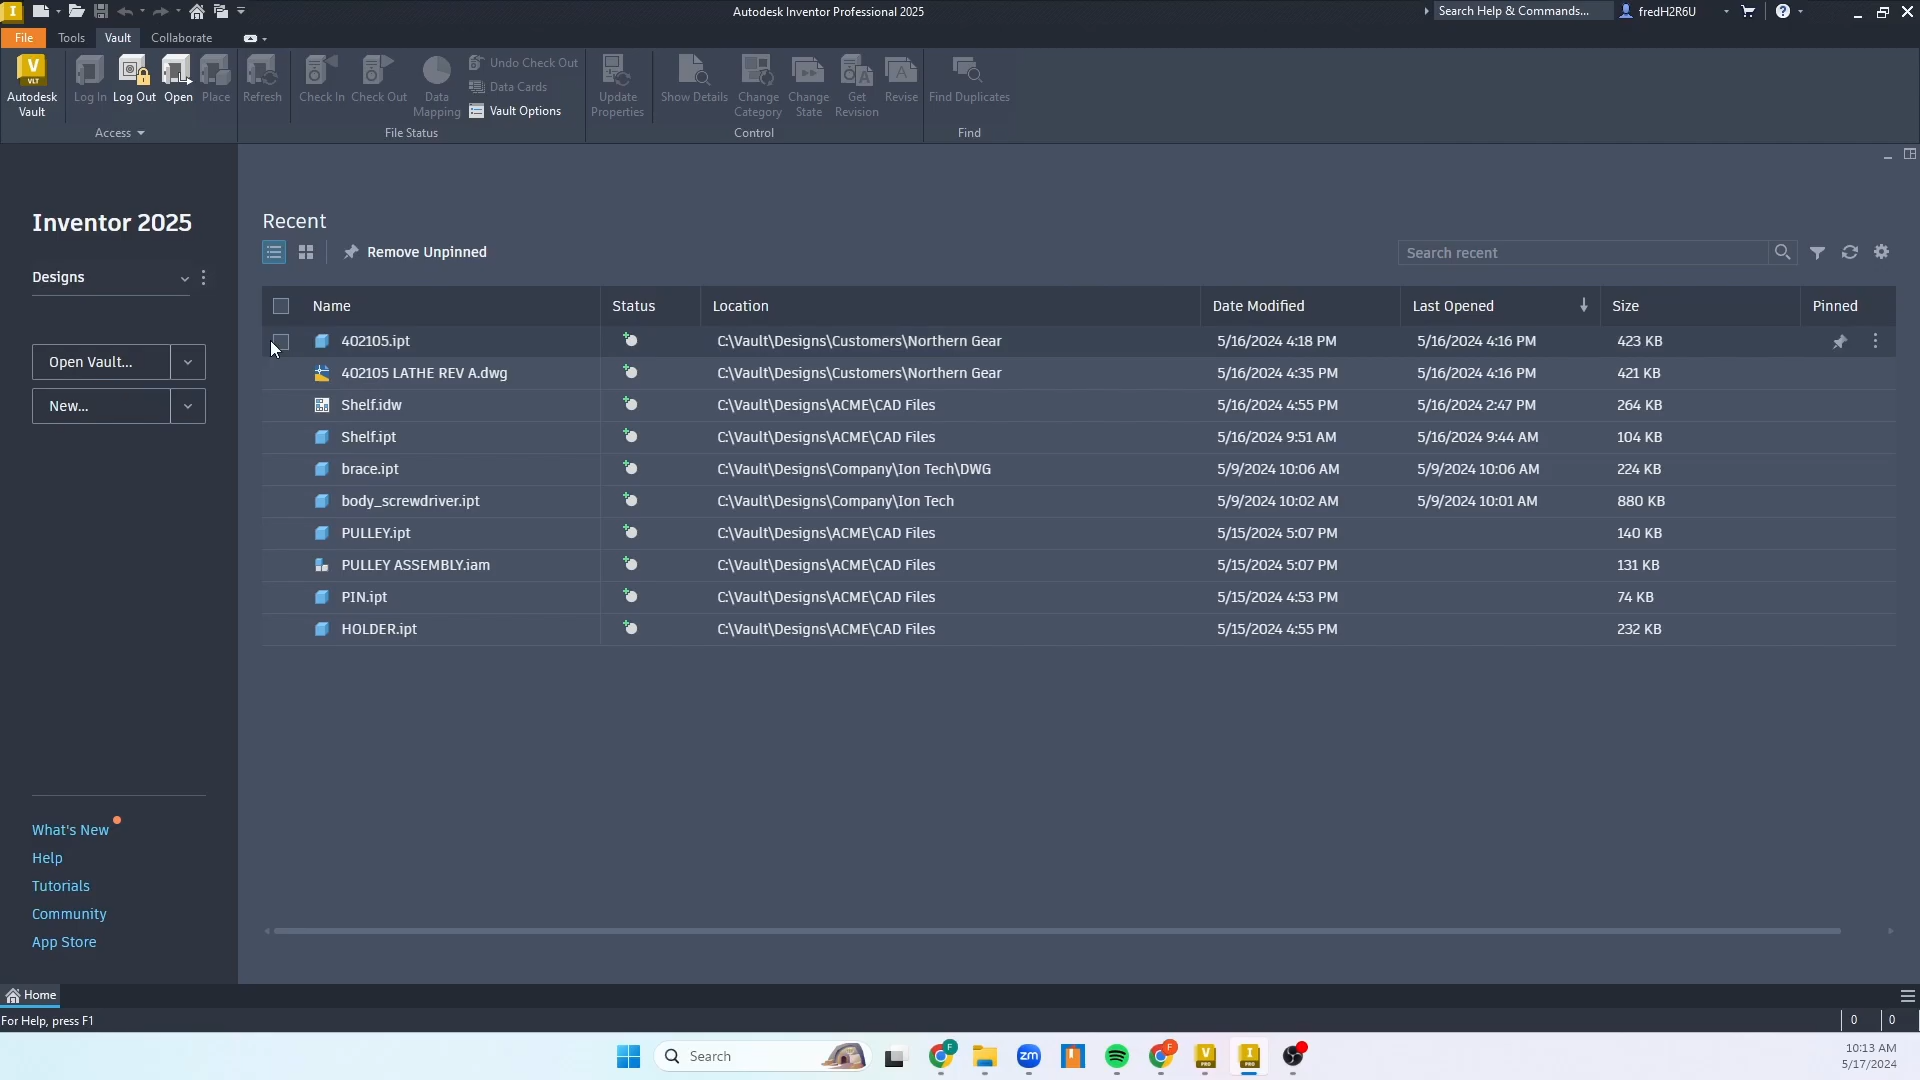 Autodesk Inventor Professional 2025
Search Help & Commands...
fredH2R6U
File
Tools
Vault
Collaborate
Autodesk
Vault
Log In
Log Out
Open
Place
Refresh
Check In
Check Out
Data
Mapping
Undo Check Out
Data Cards
Vault Options
Update
Properties
Show Details
Change
Category
Change
State
Get
Revision
Revise
Find Duplicates
Access
File Status
Control
Find
Inventor 2025
Designs
Open Vault...
New...
What's New
Help
Tutorials
Community
App Store
Recent
Remove Unpinned
Search recent
Name Status Location Date Modified Last Opened Size Pinned
402105.ipt C:\Vault\Designs\Customers\Northern Gear 5/16/2024 4:18 PM 5/16/2024 4:16 PM 423 KB
402105 LATHE REV A.dwg C:\Vault\Designs\Customers\Northern Gear 5/16/2024 4:35 PM 5/16/2024 4:16 PM 421 KB
Shelf.idw C:\Vault\Designs\ACME\CAD Files 5/16/2024 4:55 PM 5/16/2024 2:47 PM 264 KB
Shelf.ipt C:\Vault\Designs\ACME\CAD Files 5/16/2024 9:51 AM 5/16/2024 9:44 AM 104 KB
brace.ipt C:\Vault\Designs\Company\Ion Tech\DWG 5/9/2024 10:06 AM 5/9/2024 10:06 AM 224 KB
body_screwdriver.ipt C:\Vault\Designs\Company\Ion Tech 5/9/2024 10:02 AM 5/9/2024 10:01 AM 880 KB
PULLEY.ipt C:\Vault\Designs\ACME\CAD Files 5/15/2024 5:07 PM 140 KB
PULLEY ASSEMBLY.iam C:\Vault\Designs\ACME\CAD Files 5/15/2024 5:07 PM 131 KB
PIN.ipt C:\Vault\Designs\ACME\CAD Files 5/15/2024 4:53 PM 74 KB
HOLDER.ipt C:\Vault\Designs\ACME\CAD Files 5/15/2024 4:55 PM 232 KB
Home
For Help, press F1
0 0
Search
10:13 AM
5/17/2024